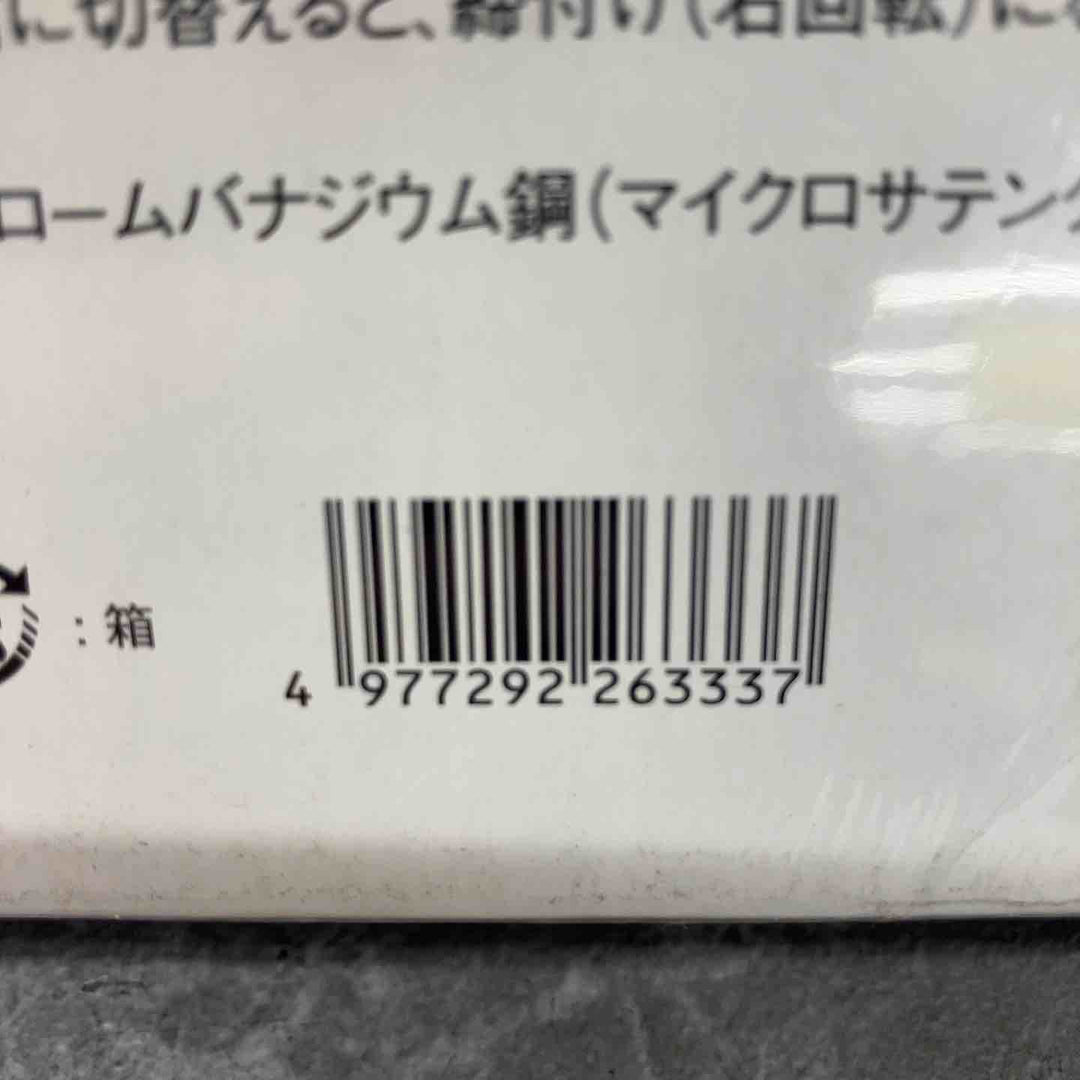 に切替えると、締付け(右回転)に
ロームバナジウム鋼(マイクロサテン
：箱
4 977292 263337